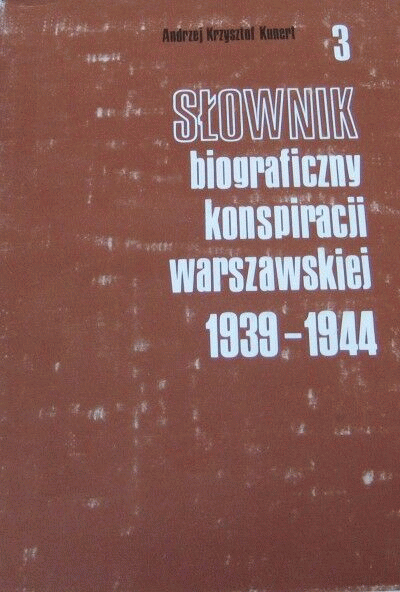 Andrzej Krzysztof Kunert
3
SŁOWNIK
biograficzny
konspiracji
warszawskiej
1939-1944